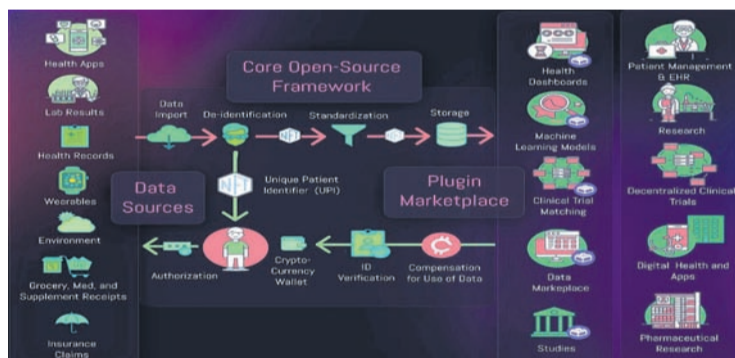 Health Apps
Lab Results
Health Records
Wearables
Environment
Grocery, Med, and
Supplement Receipts
Insurance
Claims
Data
Sources
Core Open-Source
Framework
Data
Import
De-identification
NFT
Standardization
Storage
Unique Patient
Identifier (UPI)
NFT
Authorization
Crypto-
Currency
Wallet
ID
Verification
Compensation
for Use of Data
Plugin
Marketplace
Health
Dashboards
Machine
Learning Models
Clinical Trial
Matching
Data
Markeplace
Studies
Patient Management
& EHR
Research
Decentralized Clinical
Trials
Digital Health and
Apps
Pharmaceutical
Research